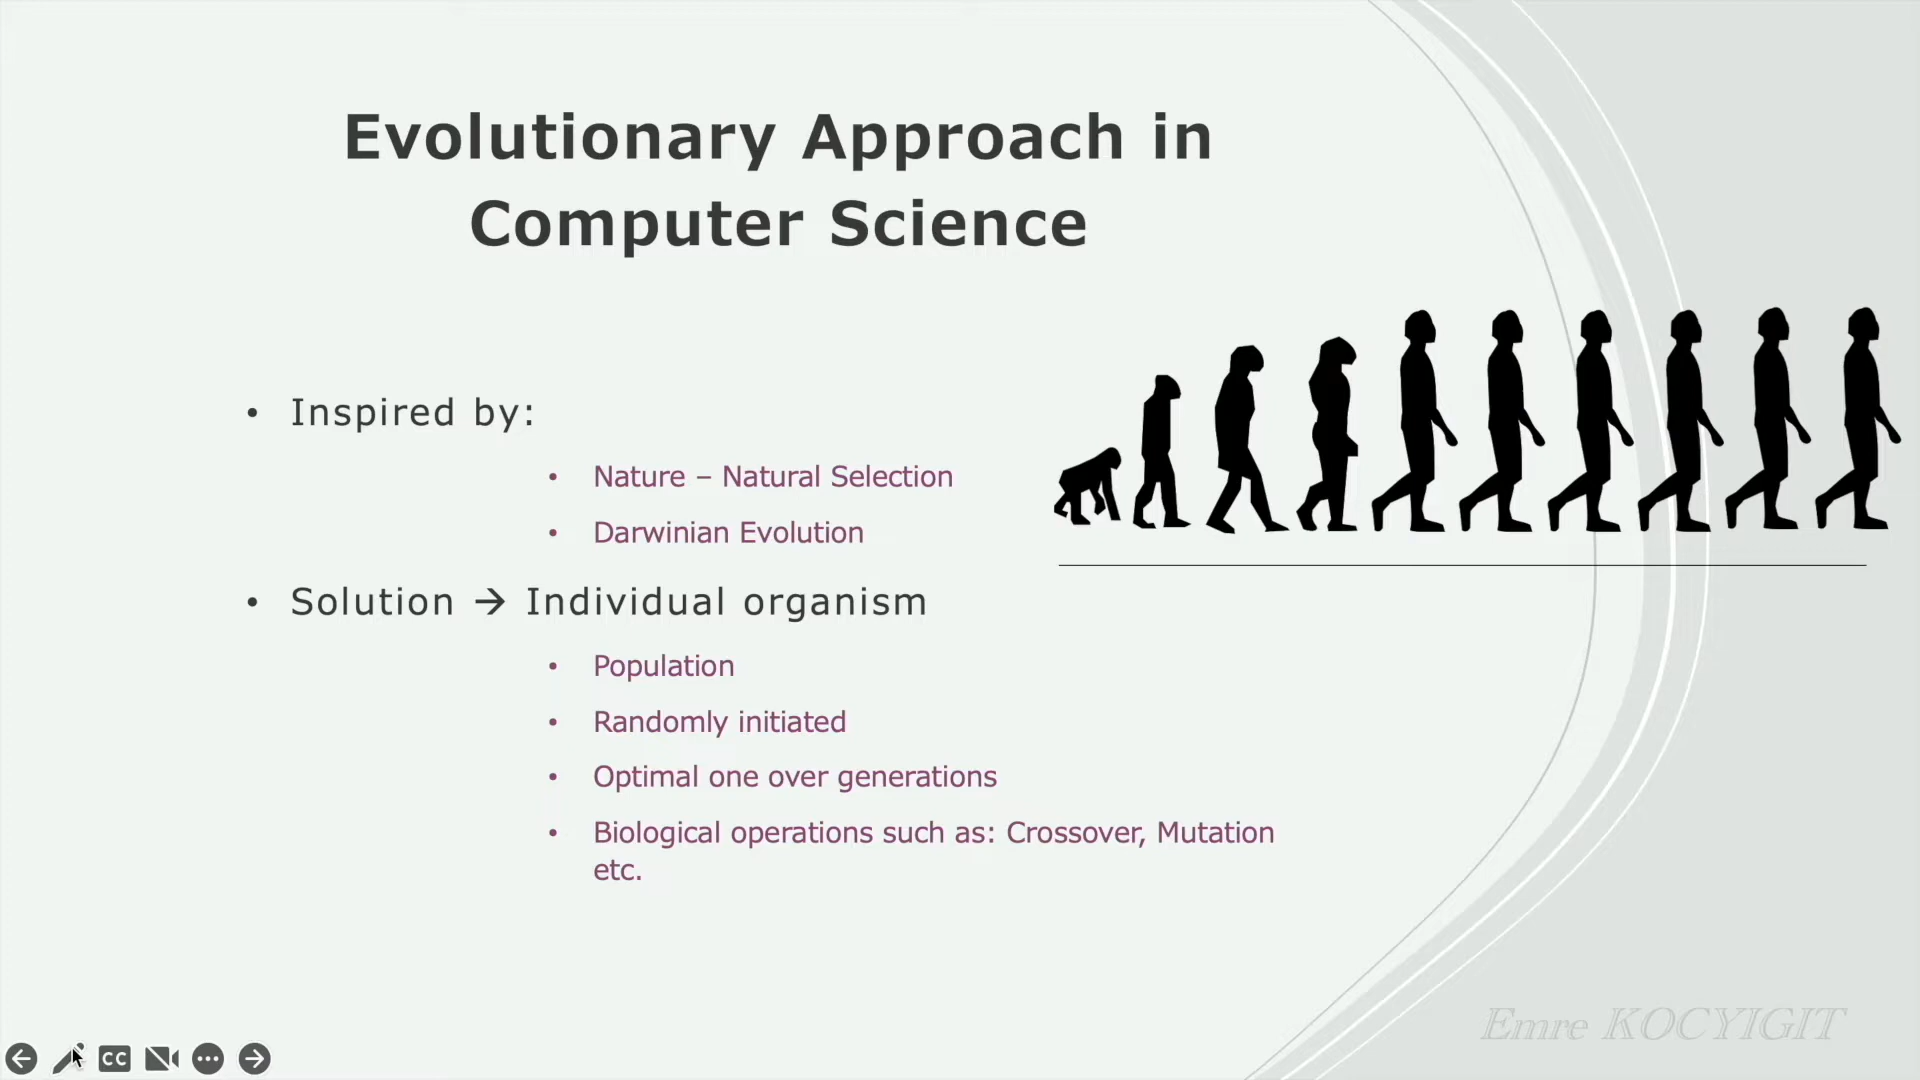 Evolutionary Approach in
Computer Science
• Inspired by:
• Nature – Natural Selection
• Darwinian Evolution
• Solution → Individual organism
• Population
• Randomly initiated
• Optimal one over generations
• Biological operations such as: Crossover, Mutation
etc.
Emre KOCYIGIT
CC